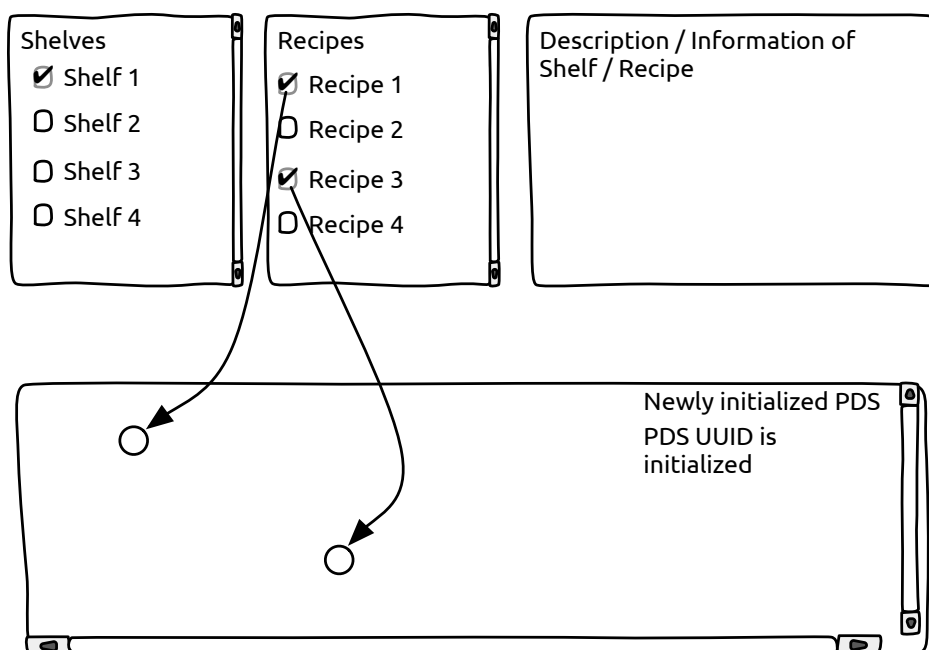 Shelves
Shelf 1
Shelf 2
Shelf 3
Shelf 4
Recipes
Recipe 1
Recipe 2
Recipe 3
Recipe 4
Description / Information of
Shelf / Recipe
Newly initialized PDS
PDS UUID is
initialized